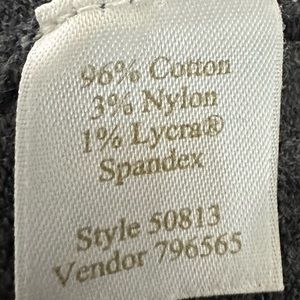 96% Cotton
3% Nylon
1% Lycra®
Spandex
Style 50813
Vendor 796565